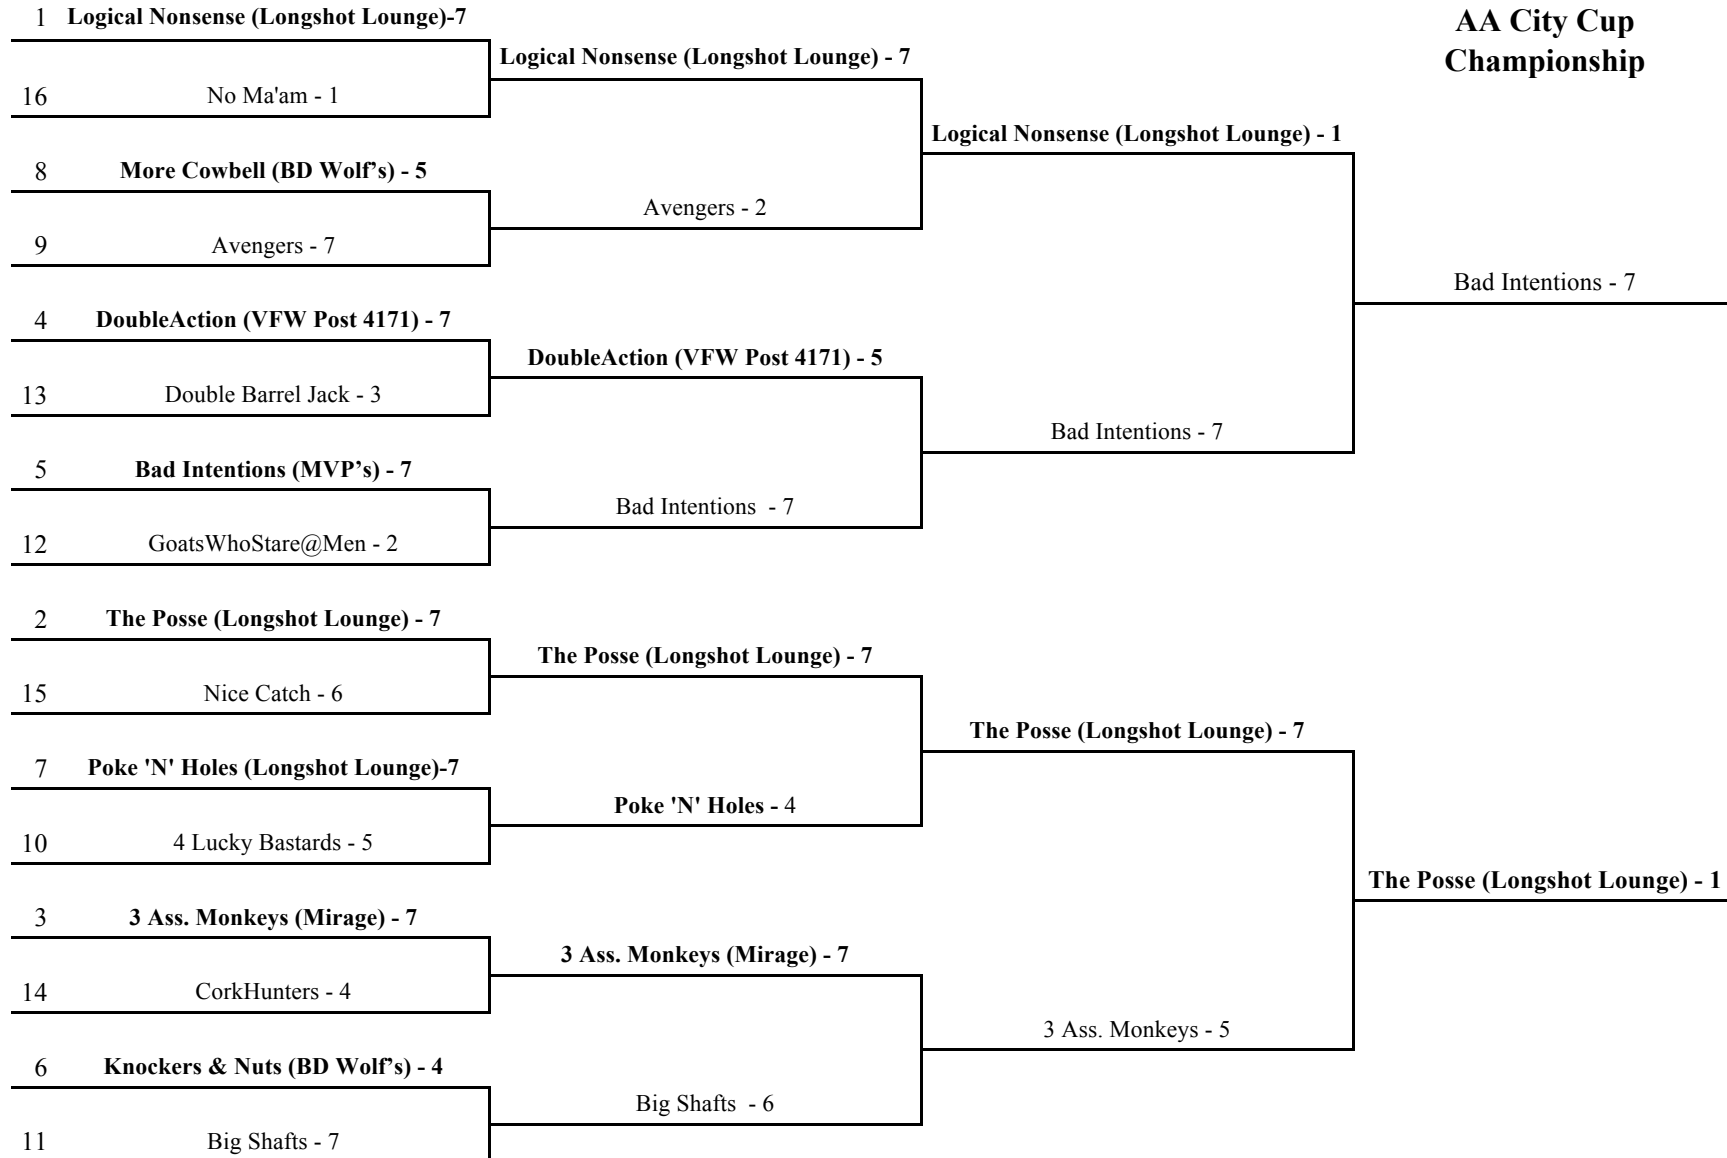 1 Logical Nonsense (Longshot Lounge)-7
16 No Ma'am - 1
8 More Cowbell (BD Wolf’s) - 5
9 Avengers - 7
4 DoubleAction (VFW Post 4171) - 7
13 Double Barrel Jack - 3
5 Bad Intentions (MVP’s) - 7
12 GoatsWhoStare@Men - 2
2 The Posse (Longshot Lounge) - 7
15 Nice Catch - 6
7 Poke 'N' Holes (Longshot Lounge)-7
10 4 Lucky Bastards - 5
3 3 Ass. Monkeys (Mirage) - 7
14 CorkHunters - 4
6 Knockers & Nuts (BD Wolf’s) - 4
11 Big Shafts - 7
Logical Nonsense (Longshot Lounge) - 7
Avengers - 2
DoubleAction (VFW Post 4171) - 5
Bad Intentions  - 7
The Posse (Longshot Lounge) - 7
Poke 'N' Holes - 4
3 Ass. Monkeys (Mirage) - 7
Big Shafts  - 6
Logical Nonsense (Longshot Lounge) - 1
Bad Intentions - 7
The Posse (Longshot Lounge) - 7
3 Ass. Monkeys - 5
AA City Cup
Championship
Bad Intentions - 7
The Posse (Longshot Lounge) - 1